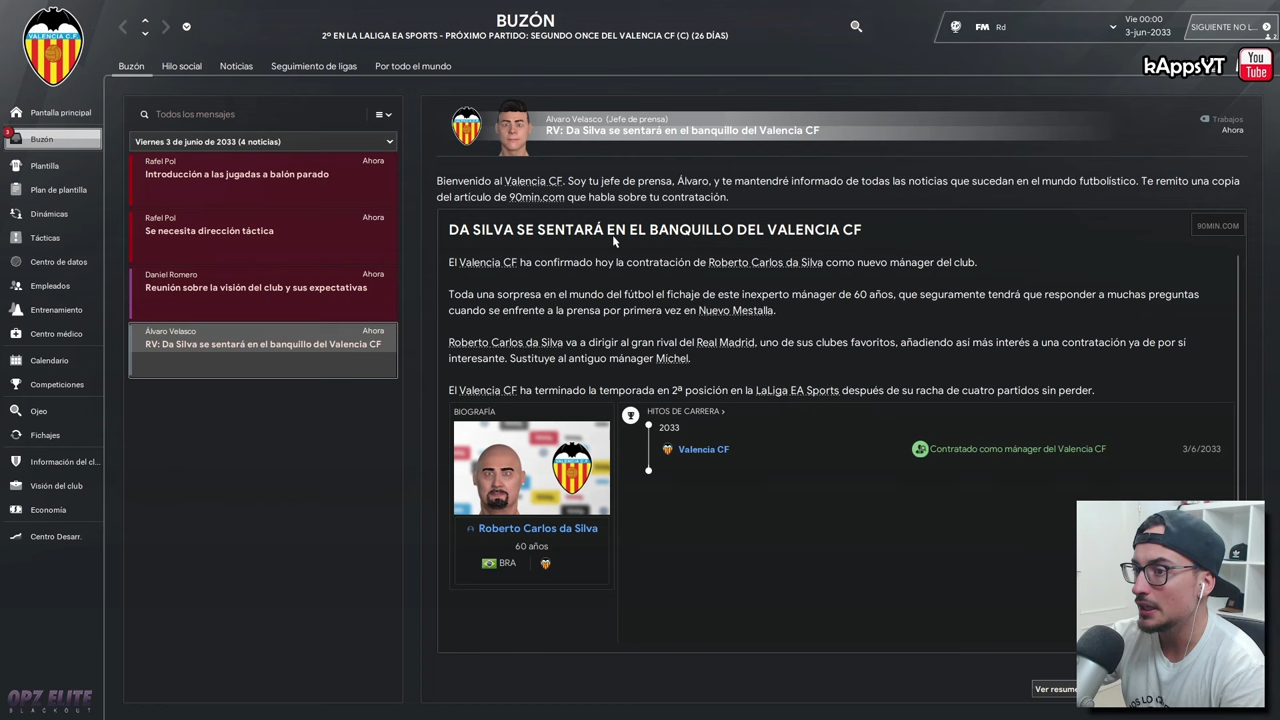 VALENCIA C.F.
BUZÓN
2º EN LA LALIGA EA SPORTS - PRÓXIMO PARTIDO: SEGUNDO ONCE DEL VALENCIA CF (C) (26 DÍAS)
FM Rd
Vie 00:00
3-jun-2033
SIGUIENTE NO L...
2
kAppsYT
You
Tube
Buzón
Hilo social
Noticias
Seguimiento de ligas
Por todo el mundo
Pantalla principal
3
Buzón
Plantilla
Plan de plantilla
Dinámicas
Tácticas
Centro de datos
Empleados
Entrenamiento
Centro médico
Calendario
Competiciones
Ojeo
Fichajes
Información del cl...
Visión del club
Economía
Centro Desarr.
OPZ ELITE
BLACKOUT
Todos los mensajes
Viernes 3 de junio de 2033 (4 noticias)
Rafel Pol Ahora
Introducción a las jugadas a balón parado
Rafel Pol Ahora
Se necesita dirección táctica
Daniel Romero Ahora
Reunión sobre la visión del club y sus expectativas
Álvaro Velasco Ahora
RV: Da Silva se sentará en el banquillo del Valencia CF
Álvaro Velasco (Jefe de prensa)
RV: Da Silva se sentará en el banquillo del Valencia CF
Trabajos
Ahora
Bienvenido al Valencia CF. Soy tu jefe de prensa, Álvaro, y te mantendré informado de todas las noticias que sucedan en el mundo futbolístico. Te remito una copia
del artículo de 90min.com que habla sobre tu contratación.
DA SILVA SE SENTARÁ EN EL BANQUILLO DEL VALENCIA CF
90MIN.COM
El Valencia CF ha confirmado hoy la contratación de Roberto Carlos da Silva como nuevo mánager del club.
Toda una sorpresa en el mundo del fútbol el fichaje de este inexperto mánager de 60 años, que seguramente tendrá que responder a muchas preguntas
cuando se enfrente a la prensa por primera vez en Nuevo Mestalla.
Roberto Carlos da Silva va a dirigir al gran rival del Real Madrid, uno de sus clubes favoritos, añadiendo así más interés a una contratación ya de por sí
interesante. Sustituye al antiguo mánager Michel.
El Valencia CF ha terminado la temporada en 2ª posición en la LaLiga EA Sports después de su racha de cuatro partidos sin perder.
BIOGRAFÍA
Roberto Carlos da Silva
60 años
BRA
HITOS DE CARRERA >
2033
Valencia CF Contratado como mánager del Valencia CF 3/6/2033
Ver resume